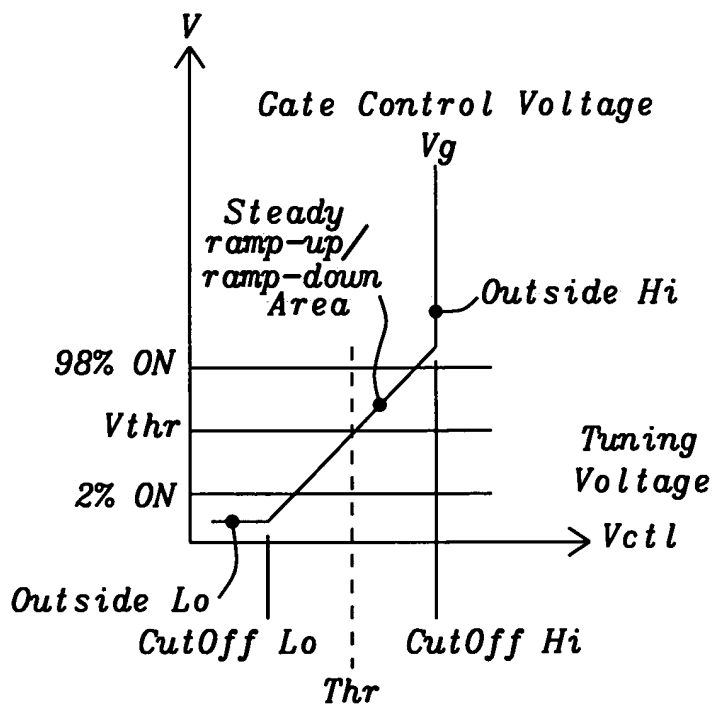 V
Gate Control Voltage
Vg
Steady
ramp-up/
ramp-down
Area
Outside Hi
98% ON
Vthr
Tuning
Voltage
2% ON
Vctl
Outside Lo
CutOff Lo
CutOff Hi
Thr